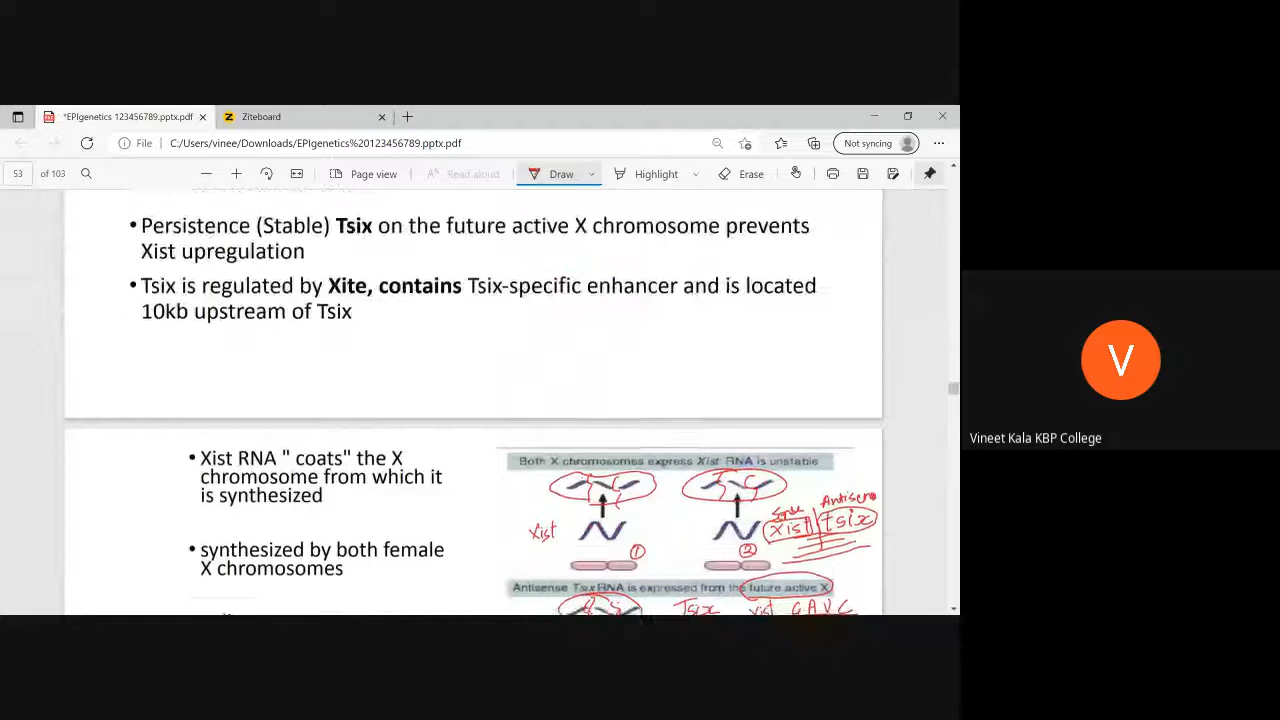 *EPIgenetics 123456789.pptx.pdf
Ziteboard
File
C:/Users/vinee/Downloads/EPIgenetics%20123456789.pptx.pdf
Not syncing
53 of 103
Page view
Read aloud
Draw
Highlight
Erase
• Persistence (Stable) Tsix on the future active X chromosome prevents
Xist upregulation
• Tsix is regulated by Xite, contains Tsix-specific enhancer and is located
10kb upstream of Tsix
• Xist RNA " coats" the X
chromosome from which it
is synthesized
• synthesized by both female
X chromosomes
Both X chromosomes express Xist RNA is unstable
Sense Antisense
Xist
xist tsix
1 2
Antisense Tsix RNA is expressed from the future active X
Tsix xist G A U C
V
Vineet Kala KBP College